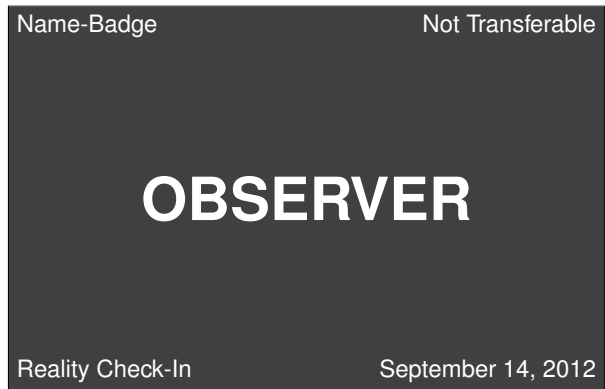 Name-Badge Not Transferable
OBSERVER
Reality Check-In September 14, 2012